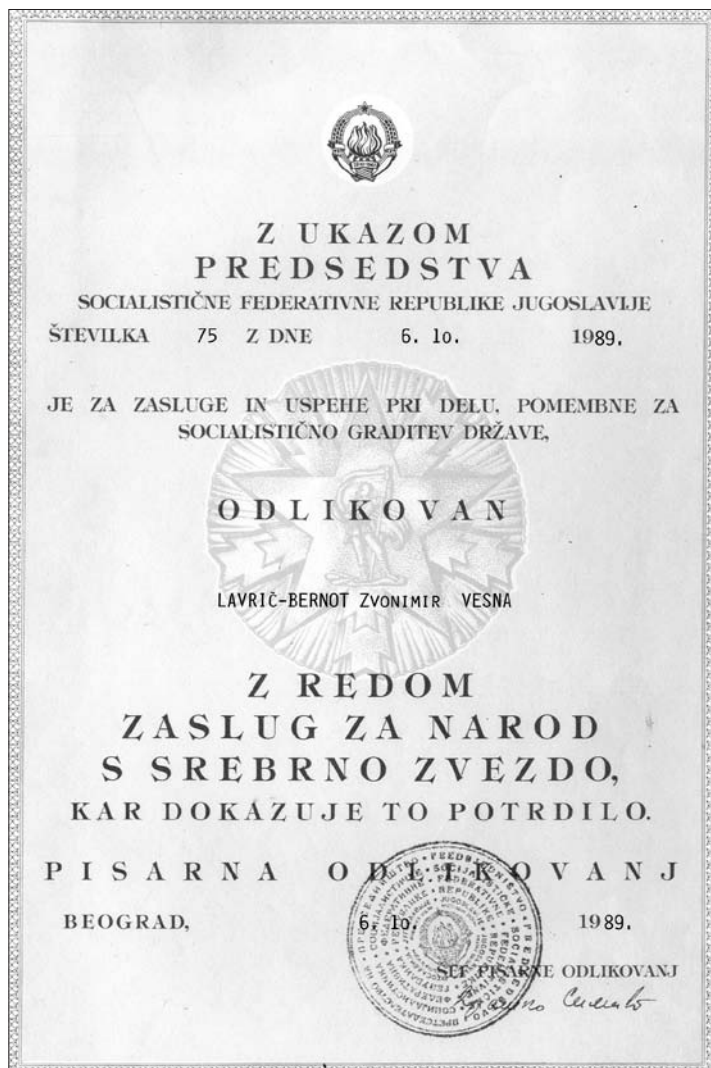 Z UKAZOM
PREDSEDSTVA
SOCIALISTIČNE FEDERATIVNE REPUBLIKE JUGOSLAVIJE
ŠTEVILKA 75 Z DNE 6. lo. 1989.
JE ZA ZASLUGE IN USPEHE PRI DELU, POMEMBNE ZA
SOCIALISTIČNO GRADITEV DRŽAVE,
ODLIKOVAN
LAVRIČ-BERNOT ZVONIMIR VESNA
Z REDOM
ZASLUG ZA NAROD
S SREBRNO ZVEZDO,
KAR DOKAZUJE TO POTRDILO.
PISARNA ODLIKOVANJ
BEOGRAD, 6. lo. 1989.
ŠEF PISARNE ODLIKOVANJ